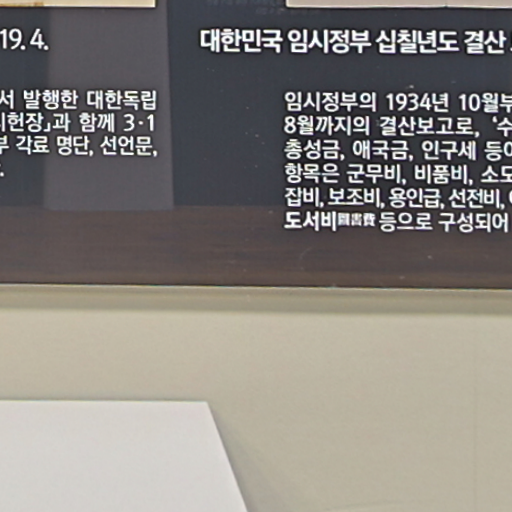 19. 4.
서 발행한 대한독립
헌장」과 함께 3·1
부 각료 명단, 선언문,
대한민국 임시정부 십칠년도 결산
임시정부의 1934년 10월부
8월까지의 결산보고로, ‘수
총성금, 애국금, 인구세 등이
항목은 군무비, 비품비, 소모
잡비, 보조비, 용인급, 선전비,
도서비圖書費 등으로 구성되어